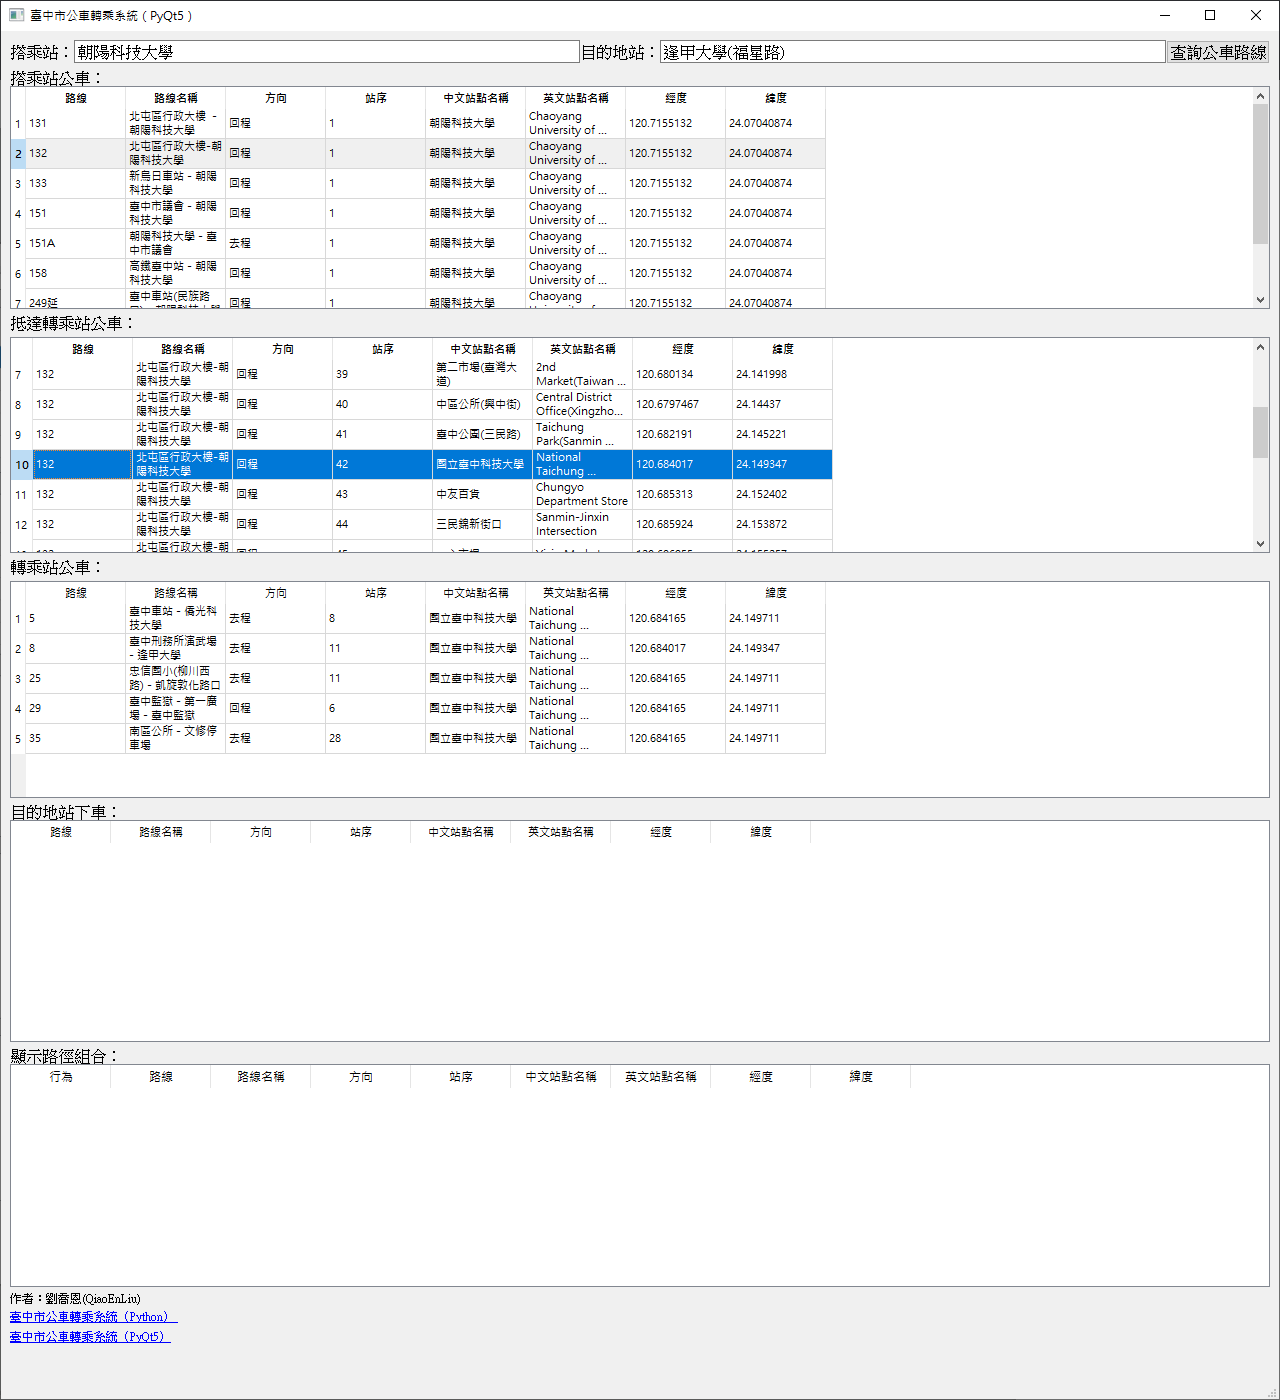 臺中市公車轉乘系統（PyQt5）
搭乘站： 朝陽科技大學 目的地站： 逢甲大學(福星路) 查詢公車路線
搭乘站公車：
路線 路線名稱 方向 站序 中文站點名稱 英文站點名稱 經度 緯度
1 131 北屯區行政大樓 - 朝陽科技大學 回程 1 朝陽科技大學 Chaoyang University of ... 120.7155132 24.07040874
2 132 北屯區行政大樓-朝陽科技大學 回程 1 朝陽科技大學 Chaoyang University of ... 120.7155132 24.07040874
3 133 新烏日車站 - 朝陽科技大學 回程 1 朝陽科技大學 Chaoyang University of ... 120.7155132 24.07040874
4 151 臺中市議會 - 朝陽科技大學 回程 1 朝陽科技大學 Chaoyang University of ... 120.7155132 24.07040874
5 151A 朝陽科技大學 - 臺中市議會 去程 1 朝陽科技大學 Chaoyang University of ... 120.7155132 24.07040874
6 158 高鐵臺中站 - 朝陽科技大學 回程 1 朝陽科技大學 Chaoyang University of ... 120.7155132 24.07040874
7 249延 臺中車站(民族路 回程 1 朝陽科技大學 Chaoyang 120.7155132 24.07040874
抵達轉乘站公車：
路線 路線名稱 方向 站序 中文站點名稱 英文站點名稱 經度 緯度
7 132 北屯區行政大樓-朝陽科技大學 回程 39 第二市場(臺灣大道) 2nd Market(Taiwan ... 120.680134 24.141998
8 132 北屯區行政大樓-朝陽科技大學 回程 40 中區公所(興中街) Central District Office(Xingzho... 120.6797467 24.14437
9 132 北屯區行政大樓-朝陽科技大學 回程 41 臺中公園(三民路) Taichung Park(Sanmin ... 120.682191 24.145221
10 132 北屯區行政大樓-朝陽科技大學 回程 42 國立臺中科技大學 National Taichung ... 120.684017 24.149347
11 132 北屯區行政大樓-朝陽科技大學 回程 43 中友百貨 Chungyo Department Store 120.685313 24.152402
12 132 北屯區行政大樓-朝陽科技大學 回程 44 三民錦新街口 Sanmin-Jinxin Intersection 120.685924 24.153872
北屯區行政大樓-朝
轉乘站公車：
路線 路線名稱 方向 站序 中文站點名稱 英文站點名稱 經度 緯度
1 5 臺中車站 - 僑光科技大學 去程 8 國立臺中科技大學 National Taichung ... 120.684165 24.149711
2 8 臺中刑務所演武場 - 逢甲大學 去程 11 國立臺中科技大學 National Taichung ... 120.684017 24.149347
3 25 忠信國小(柳川西路) - 凱旋敦化路口 去程 11 國立臺中科技大學 National Taichung ... 120.684165 24.149711
4 29 臺中監獄 - 第一廣場 - 臺中監獄 回程 6 國立臺中科技大學 National Taichung ... 120.684165 24.149711
5 35 南區公所 - 文修停車場 去程 28 國立臺中科技大學 National Taichung ... 120.684165 24.149711
目的地站下車：
路線 路線名稱 方向 站序 中文站點名稱 英文站點名稱 經度 緯度
顯示路徑組合：
行為 路線 路線名稱 方向 站序 中文站點名稱 英文站點名稱 經度 緯度
作者：劉喬恩(QiaoEnLiu)
臺中市公車轉乘系統（Python）
臺中市公車轉乘系統（PyQt5）